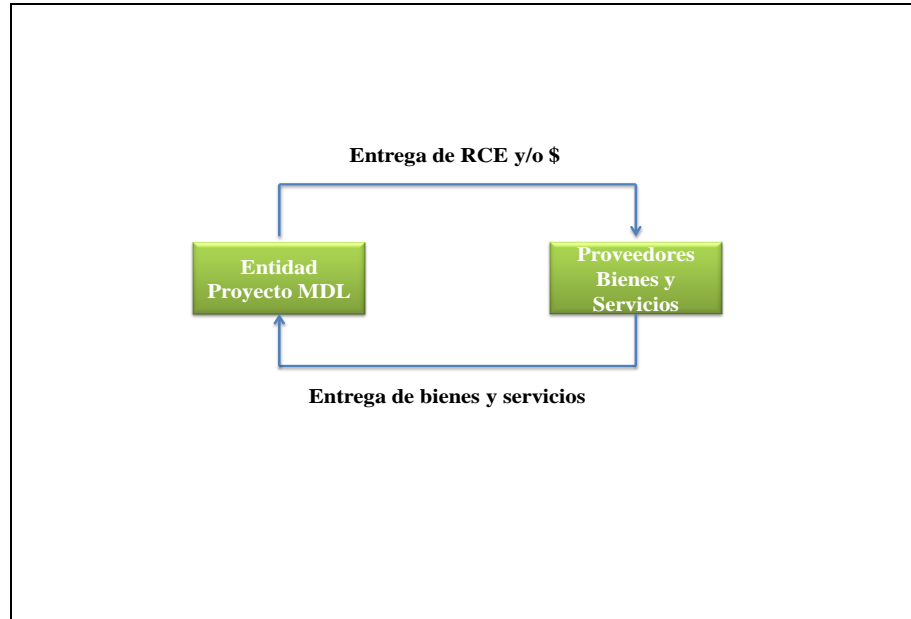 Entrega de RCE y/o $
Entidad
Proyecto MDL
Proveedores
Bienes y
Servicios
Entrega de bienes y servicios